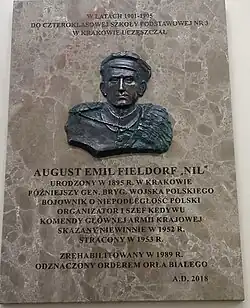 W LATACH 1901-1905
DO CZTEROKLASOWEJ SZKOŁY PODSTAWOWEJ NR 3
W KRAKOWIE UCZĘSZCZAŁ
AUGUST EMIL FIELDORF „NIL”
URODZONY W 1895 R. W KRAKOWIE
PÓŹNIEJSZY GEN. BRYG. WOJSKA POLSKIEGO
BOJOWNIK O NIEPODLEGŁOŚĆ POLSKI
ORGANIZATOR I SZEF KEDYWU
KOMENDY GŁÓWNEJ ARMII KRAJOWEJ
SKAZANY NIEWINNIE W 1952 R.
STRACONY W 1953 R.
ZREHABILITOWANY W 1989 R.
ODZNACZONY ORDEREM ORŁA BIAŁEGO
A.D. 2018